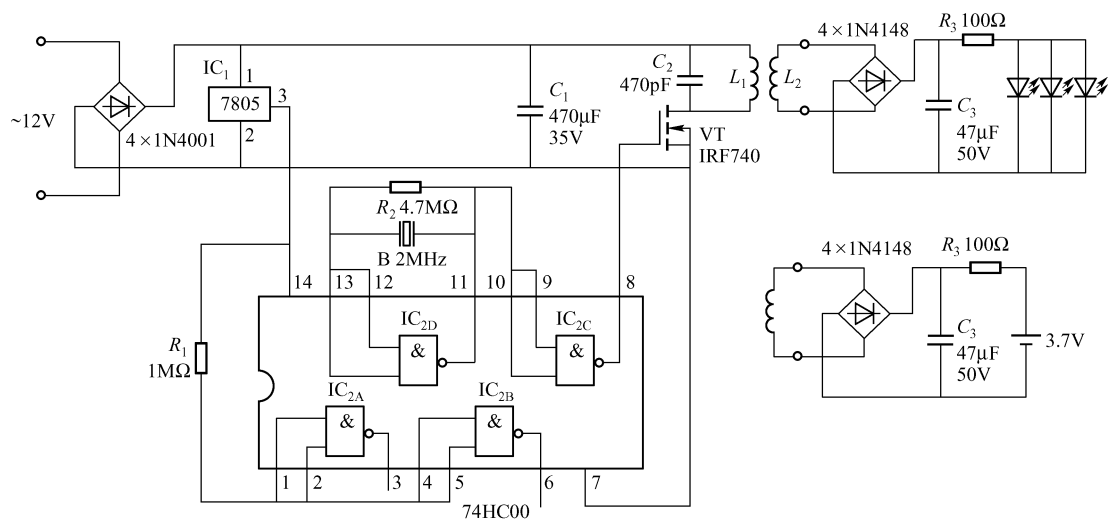 ~12V
4×1N4001
IC₁
1
7805
3
2
C₁
470μF
35V
C₂
470pF
L₁
L₂
VT
IRF740
4×1N4148
R₃ 100Ω
C₃
47μF
50V
R₂ 4.7MΩ
B 2MHz
14
13
12
11
10
9
8
R₁
1MΩ
IC₂D
&
IC₂C
&
IC₂A
&
IC₂B
&
1
2
3
4
5
6
7
74HC00
4×1N4148
R₃ 100Ω
C₃
47μF
50V
3.7V